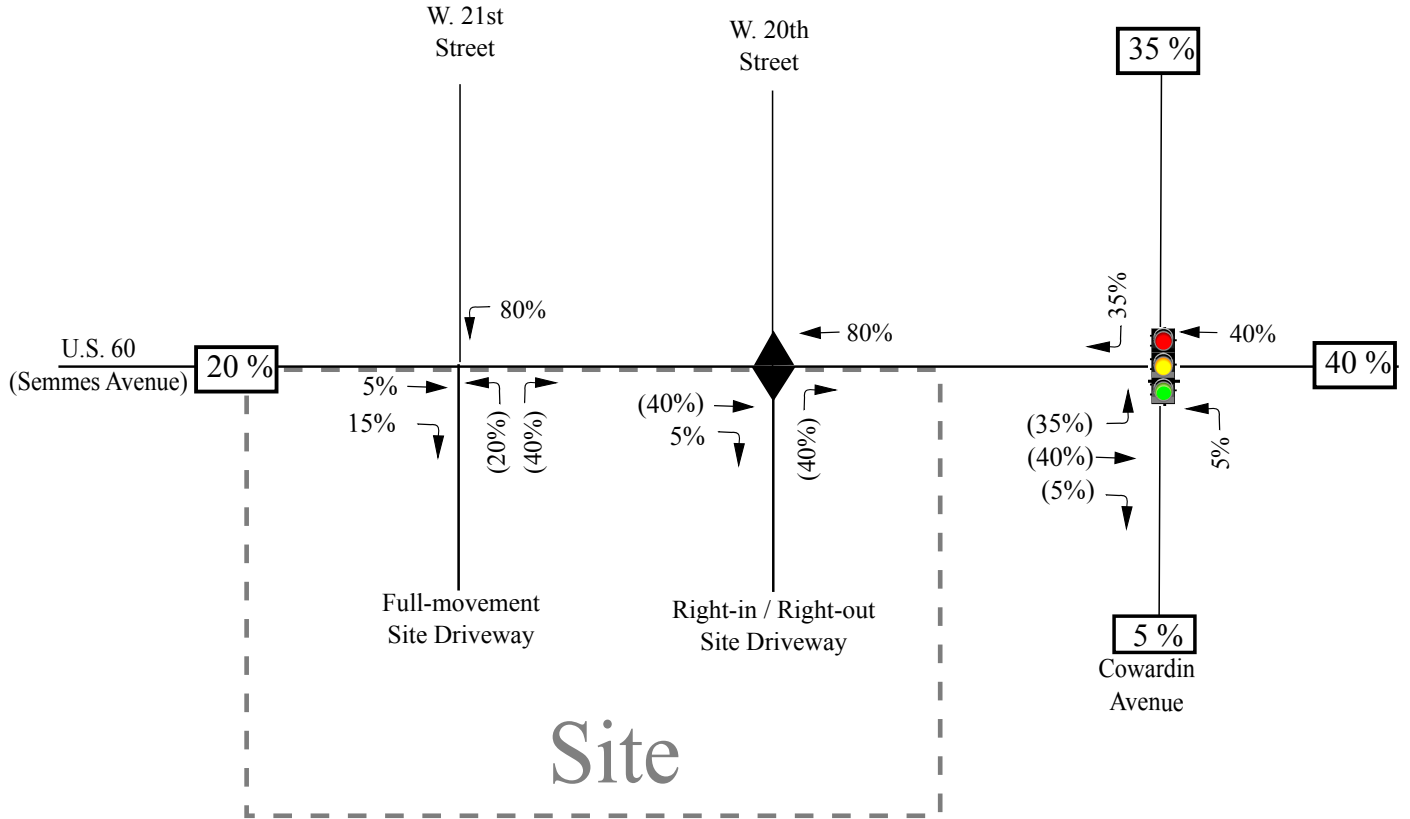 W. 21st
Street
W. 20th
Street
35 %
80%
80%
35%
40%
U.S. 60
(Semmes Avenue)
20 %
40 %
5%
15%
(20%)
(40%)
(40%)
5%
(40%)
(35%)
(40%)
(5%)
5%
Full-movement
Site Driveway
Right-in / Right-out
Site Driveway
5 %
Cowardin
Avenue
Site